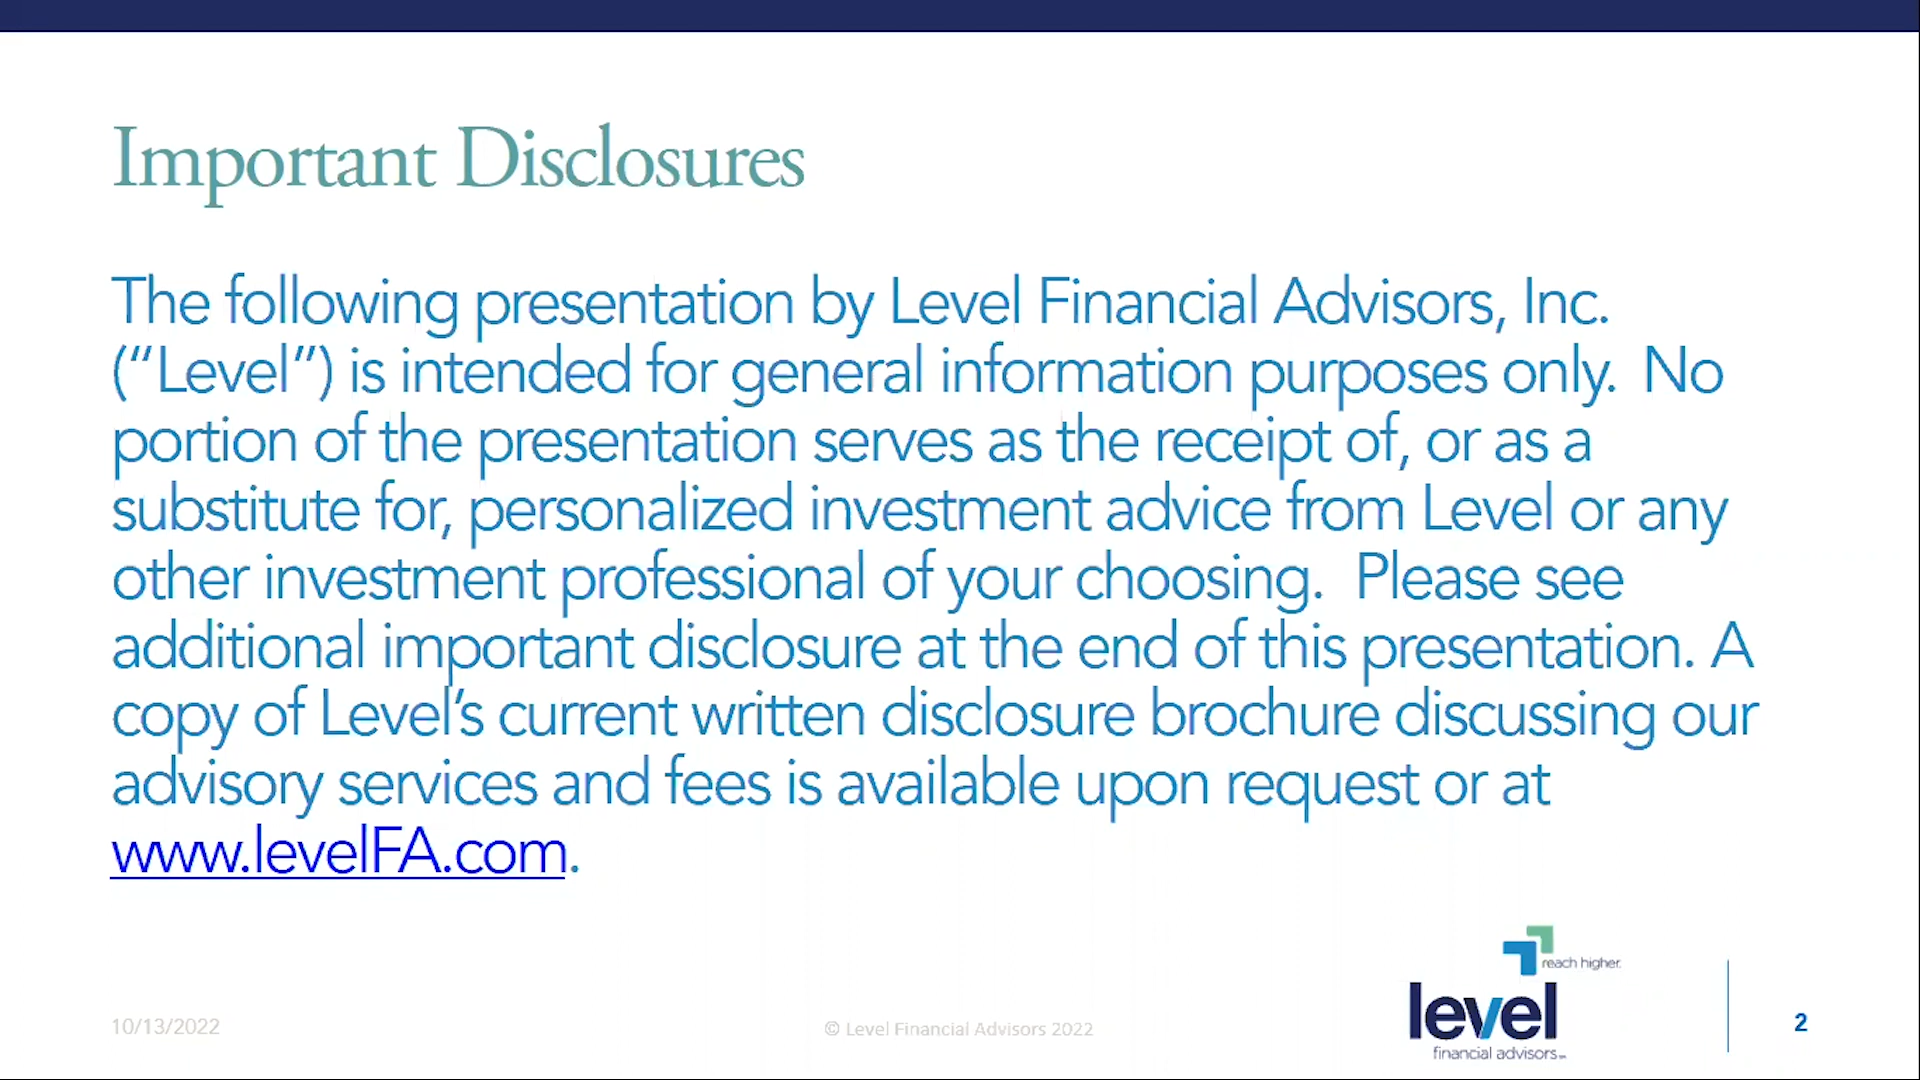 Important Disclosures
The following presentation by Level Financial Advisors, Inc.
(“Level”) is intended for general information purposes only.  No
portion of the presentation serves as the receipt of, or as a
substitute for, personalized investment advice from Level or any
other investment professional of your choosing.  Please see
additional important disclosure at the end of this presentation. A
copy of Level’s current written disclosure brochure discussing our
advisory services and fees is available upon request or at
www.levelFA.com.
reach higher.
level
financial advisors
10/13/2022
© Level Financial Advisors 2022
2